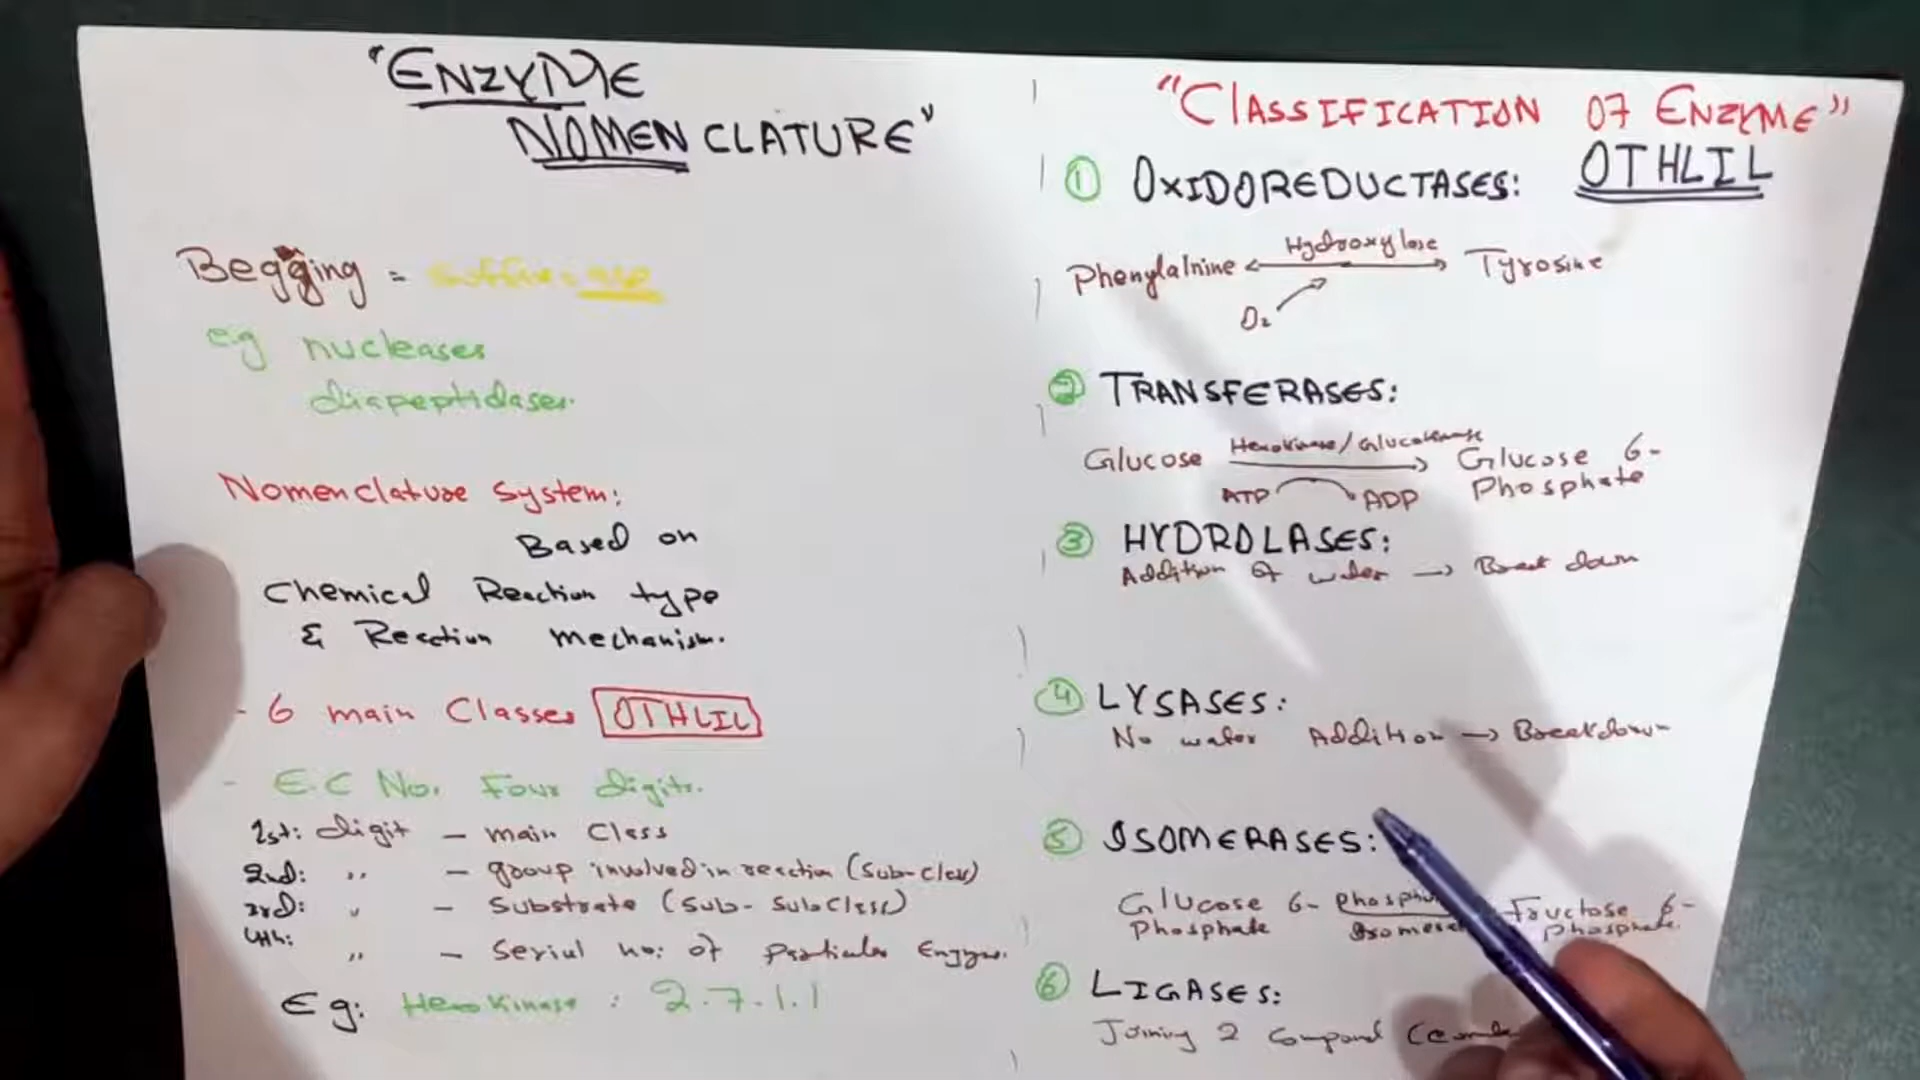 "ENZYME
NOMENCLATURE"
Begging = suffix - ase
eg nucleases
diapeptidases.
Nomenclature System:
Based on
Chemical Reaction type
& Reaction mechanism.
- 6 main Classes OTHLIL
- E.C No. Four digits.
1st: digit — main Class
2nd: " — group involved in reaction (Sub-class)
3rd: " — Substrate (Sub-SubClass)
4th: " — Serial no: of Particular Enzyme.
Eg: Hexokinase : 2.7.1.1
"CLASSIFICATION OF ENZYME"
OTHLIL
① OXIDOREDUCTASES:
Hydroxylase
Phenylalnine ↔ Tyrosine
O₂
② TRANSFERASES:
Hexokinase/Glucokinase
Glucose → Glucose 6-
Phosphate
ATP ADP
③ HYDROLASES:
Addition of water → Break down
④ LYSASES:
No water Addition → Breakdown
⑤ ISOMERASES:
Glucose 6- Fructose 6-
Phosphate Phosphate
⑥ LIGASES:
Joining 2 Compound